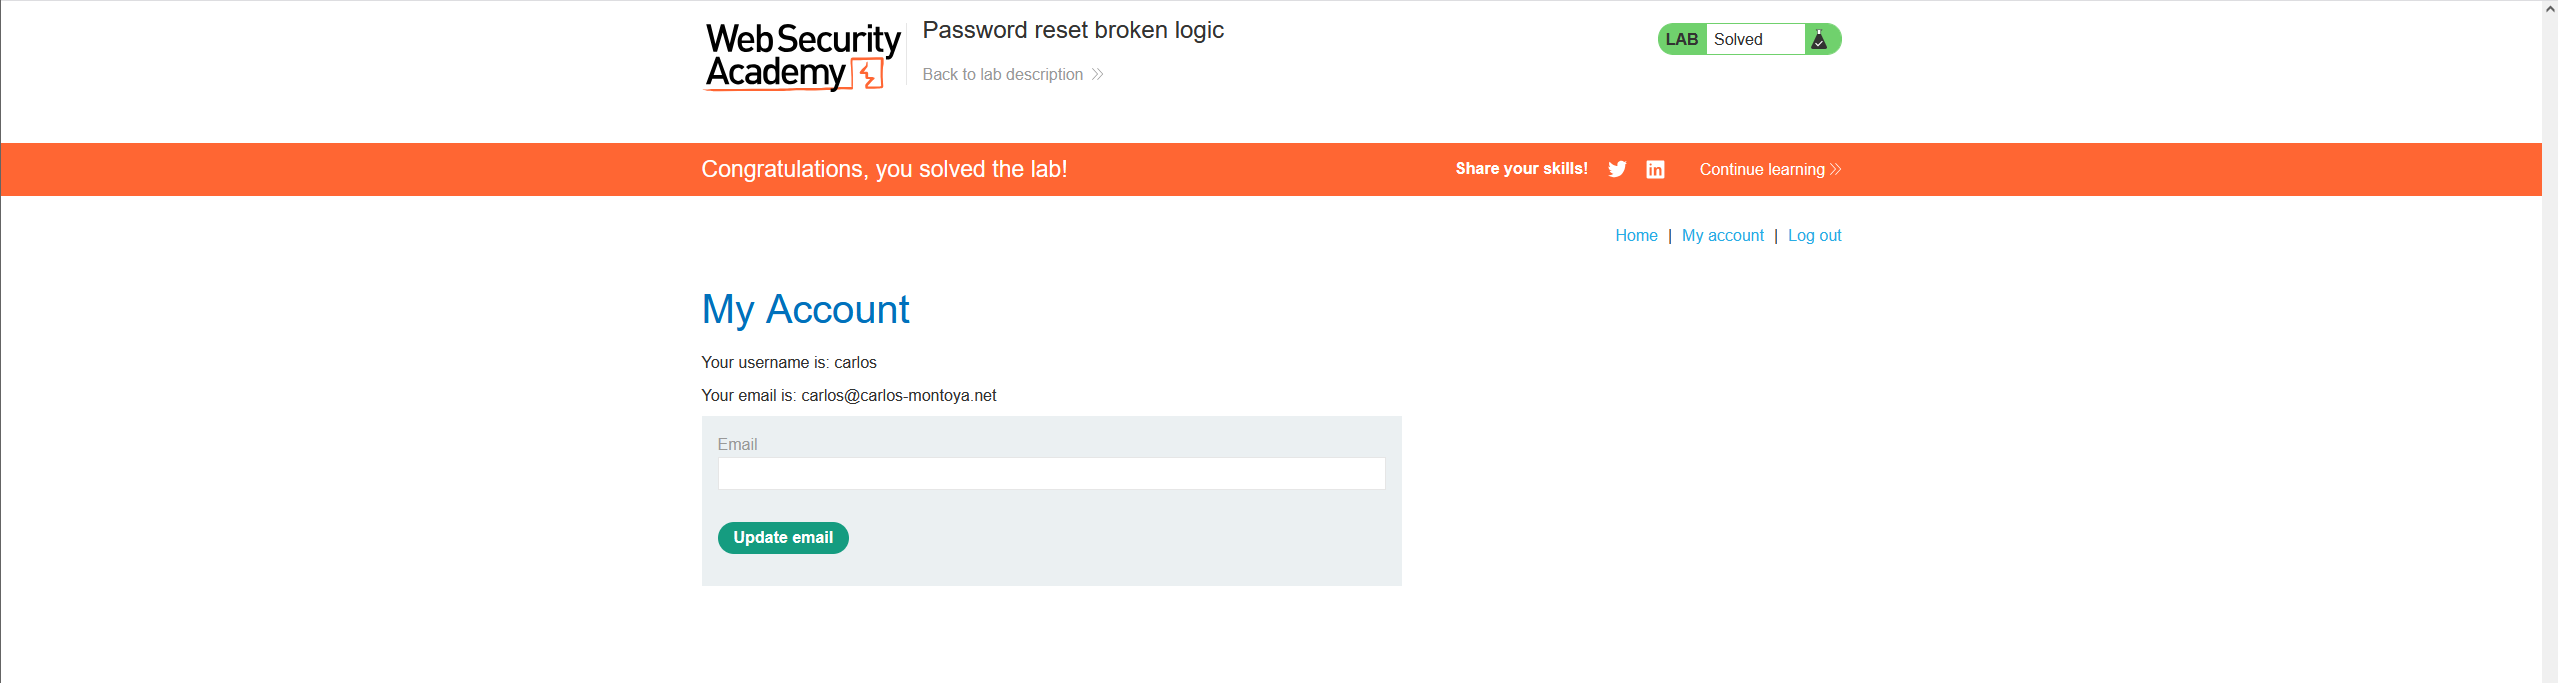 Web Security
Academy
Password reset broken logic
Back to lab description
LAB Solved
Congratulations, you solved the lab!
Share your skills!
Continue learning
Home | My account | Log out
My Account
Your username is: carlos
Your email is: carlos@carlos-montoya.net
Email
Update email